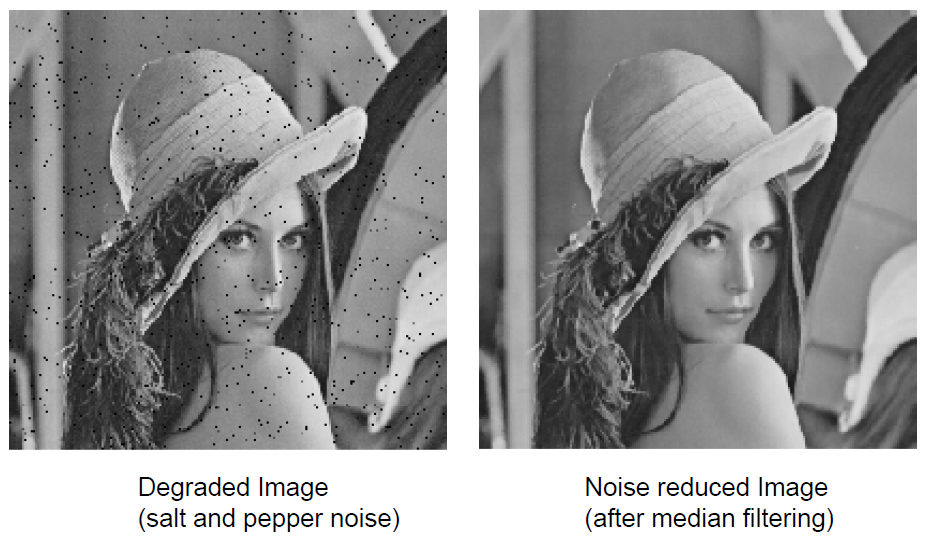 Degraded Image
(salt and pepper noise)
Noise reduced Image
(after median filtering)